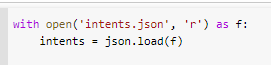 with open('intents.json', 'r') as f:
    intents = json.load(f)